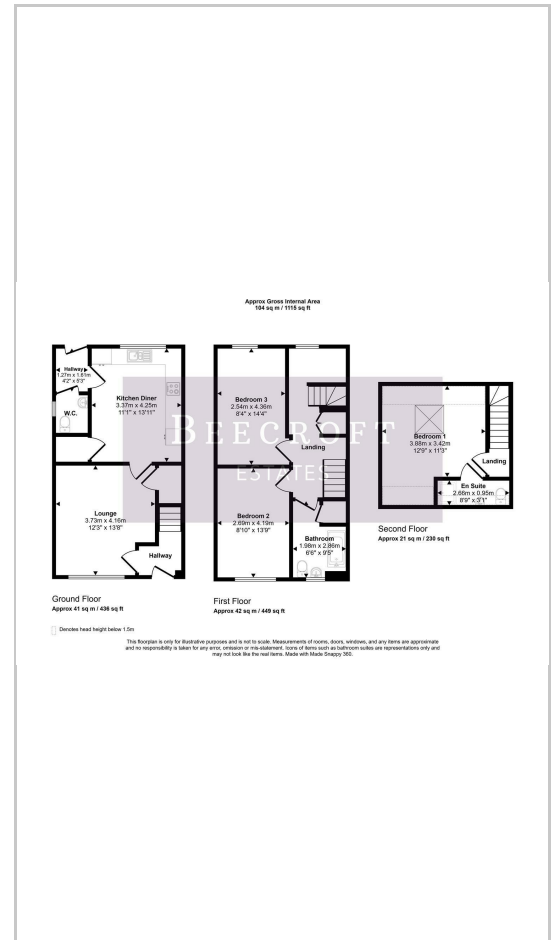 Approx Gross Internal Area
104 sq m / 1115 sq ft
Hallway
1.27m x 1.61m
4'2" x 5'3"
W.C.
Kitchen Diner
3.37m x 4.25m
11'1" x 13'11"
Lounge
3.73m x 4.16m
12'3" x 13'8"
Hallway
Ground Floor
Approx 41 sq m / 436 sq ft
Bedroom 3
2.54m x 4.36m
8'4" x 14'4"
Landing
Bedroom 2
2.69m x 4.19m
8'10" x 13'9"
Bathroom
1.98m x 2.86m
6'6" x 9'5"
First Floor
Approx 42 sq m / 449 sq ft
Bedroom 1
3.88m x 3.42m
12'9" x 11'3"
Landing
En Suite
2.66m x 0.95m
8'9" x 3'1"
Second Floor
Approx 21 sq m / 230 sq ft
BEECROFT
ESTATES
Denotes head height below 1.5m
This floorplan is only for illustrative purposes and is not to scale. Measurements of rooms, doors, windows, and any items are approximate
and no responsibility is taken for any error, omission or mis-statement. Icons of items such as bathroom suites are representations only and
may not look like the real items. Made with Made Snappy 360.